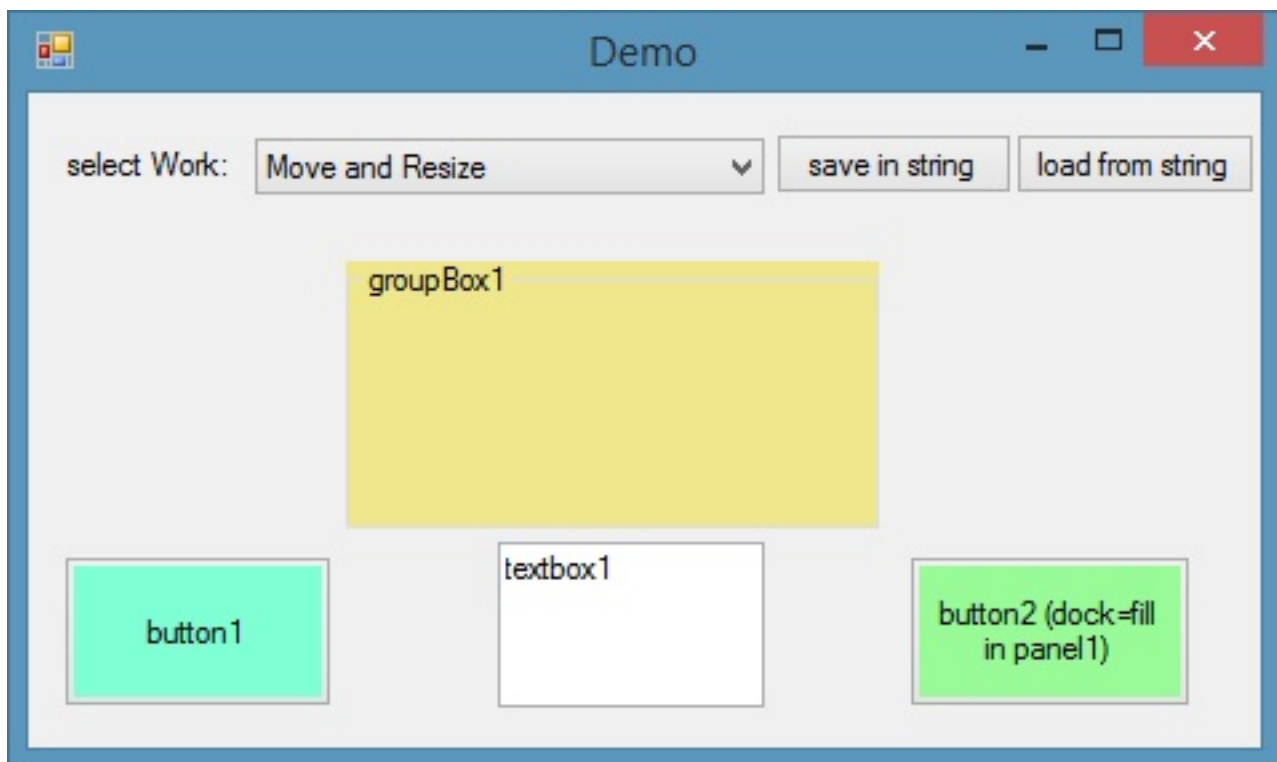 Demo
select Work: Move and Resize save in string load from string
groupBox1
textbox1
button1
button2 (dock=fill
in panel1)